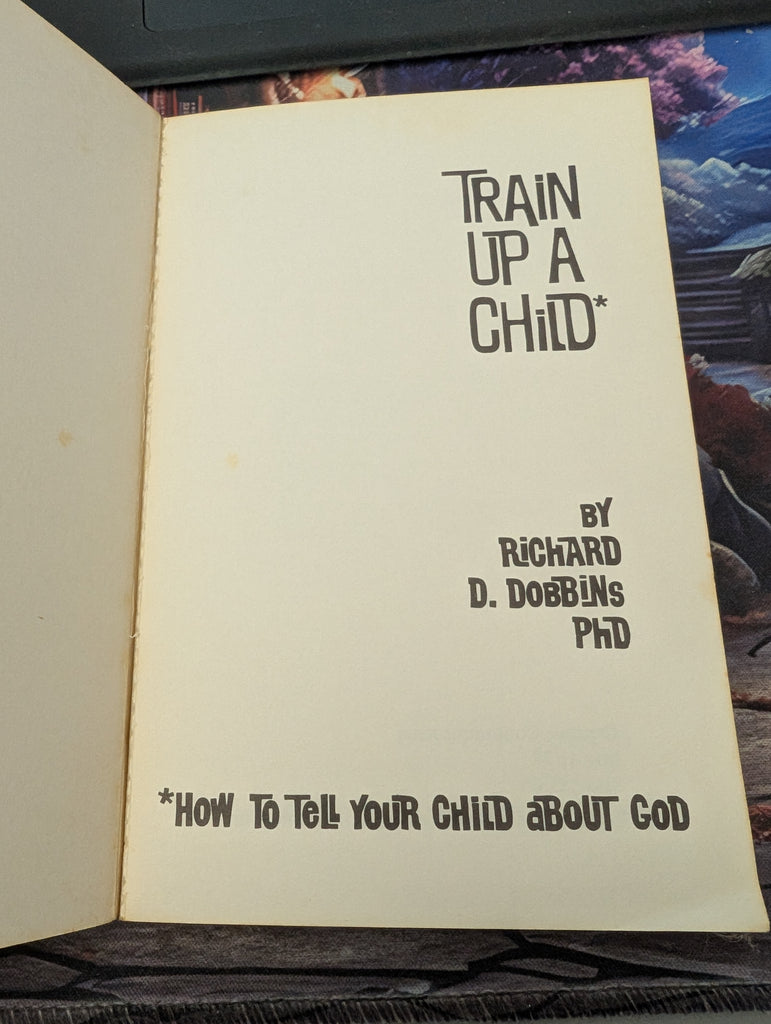 TRAiN
UP A
CHiLD*
BY
RiCHARD
D. DOBBiNS
PhD
*HOW TO TeLL YOUR CHiLD aBOUT GOD